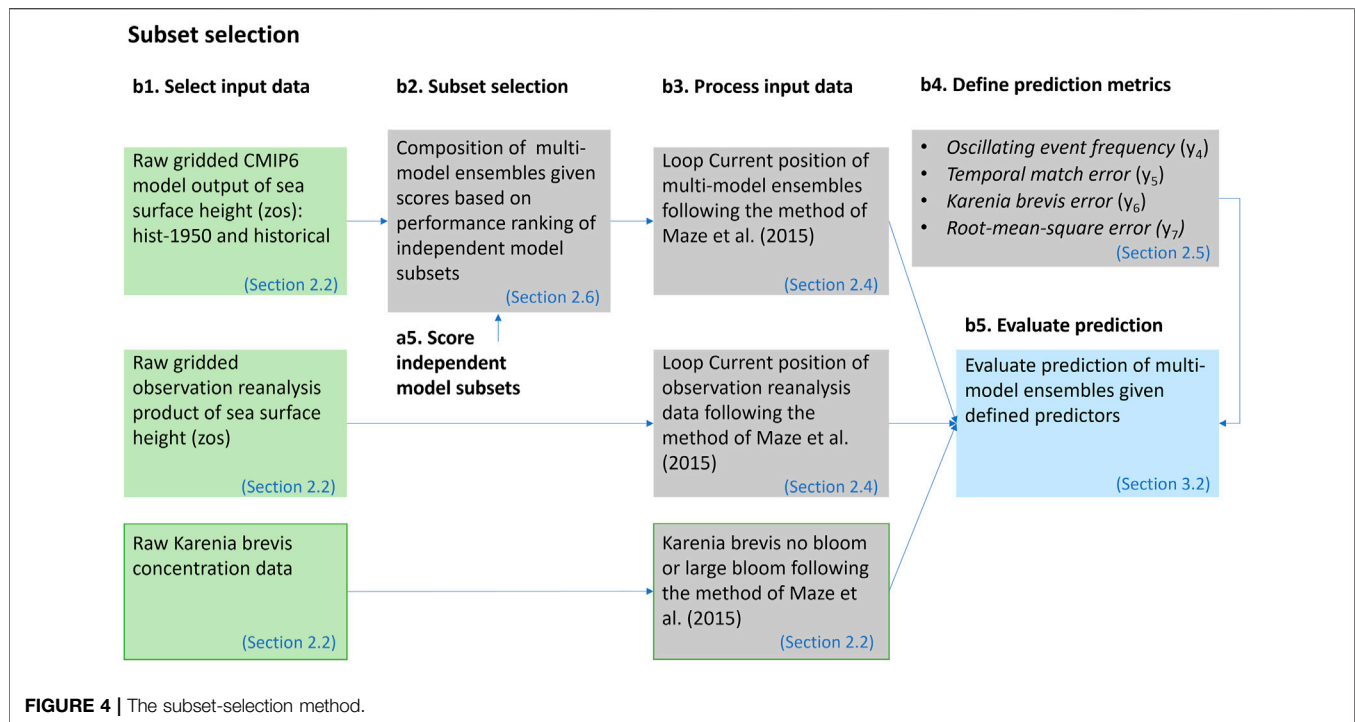 Subset selection
b1. Select input data
b2. Subset selection
b3. Process input data
b4. Define prediction metrics
Raw gridded CMIP6
model output of sea
surface height (zos):
hist-1950 and historical
(Section 2.2)
Composition of multi-
model ensembles given
scores based on
performance ranking of
independent model
subsets
(Section 2.6)
Loop Current position of
multi-model ensembles
following the method of
Maze et al. (2015)
(Section 2.4)
• Oscillating event frequency (y4)
• Temporal match error (y5)
• Karenia brevis error (y6)
• Root-mean-square error (y7)
(Section 2.5)
a5. Score
independent
model subsets
b5. Evaluate prediction
Raw gridded
observation reanalysis
product of sea surface
height (zos)
(Section 2.2)
Loop Current position of
observation reanalysis
data following the
method of Maze et al.
(2015)
(Section 2.4)
Evaluate prediction of multi-
model ensembles given
defined predictors
(Section 3.2)
Raw Karenia brevis
concentration data
(Section 2.2)
Karenia brevis no bloom
or large bloom following
the method of Maze et
al. (2015)
(Section 2.2)
FIGURE 4 | The subset-selection method.